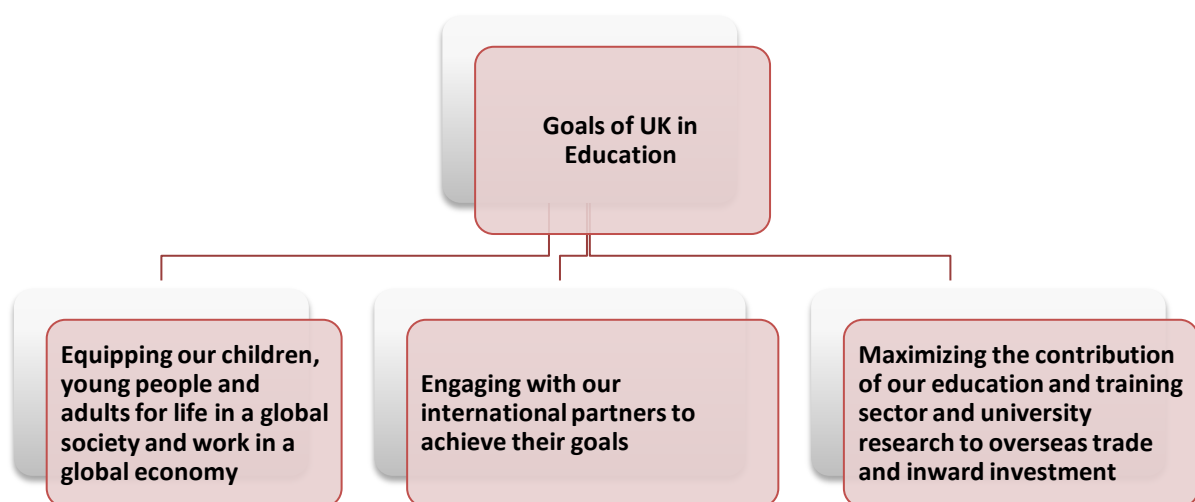 Goals of UK in
Education
Equipping our children,
young people and
adults for life in a global
society and work in a
global economy
Engaging with our
international partners to
achieve their goals
Maximizing the contribution
of our education and training
sector and university
research to overseas trade
and inward investment